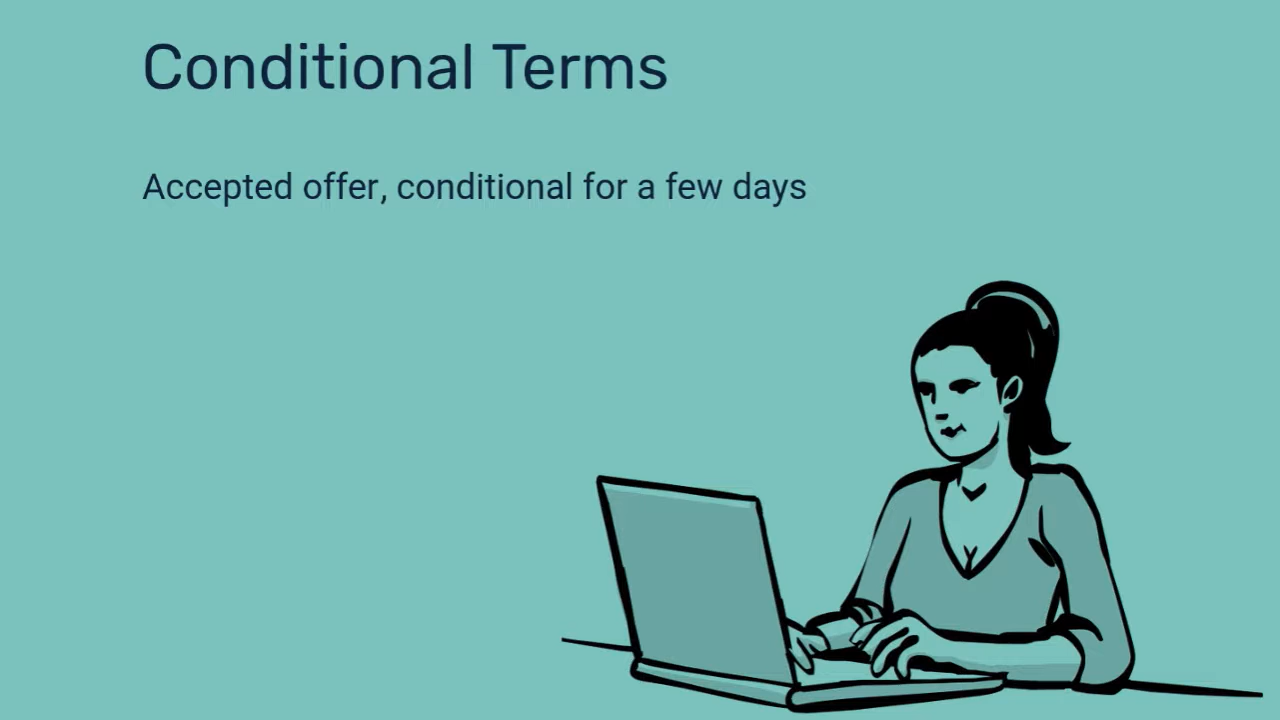 Conditional Terms
Accepted offer, conditional for a few days